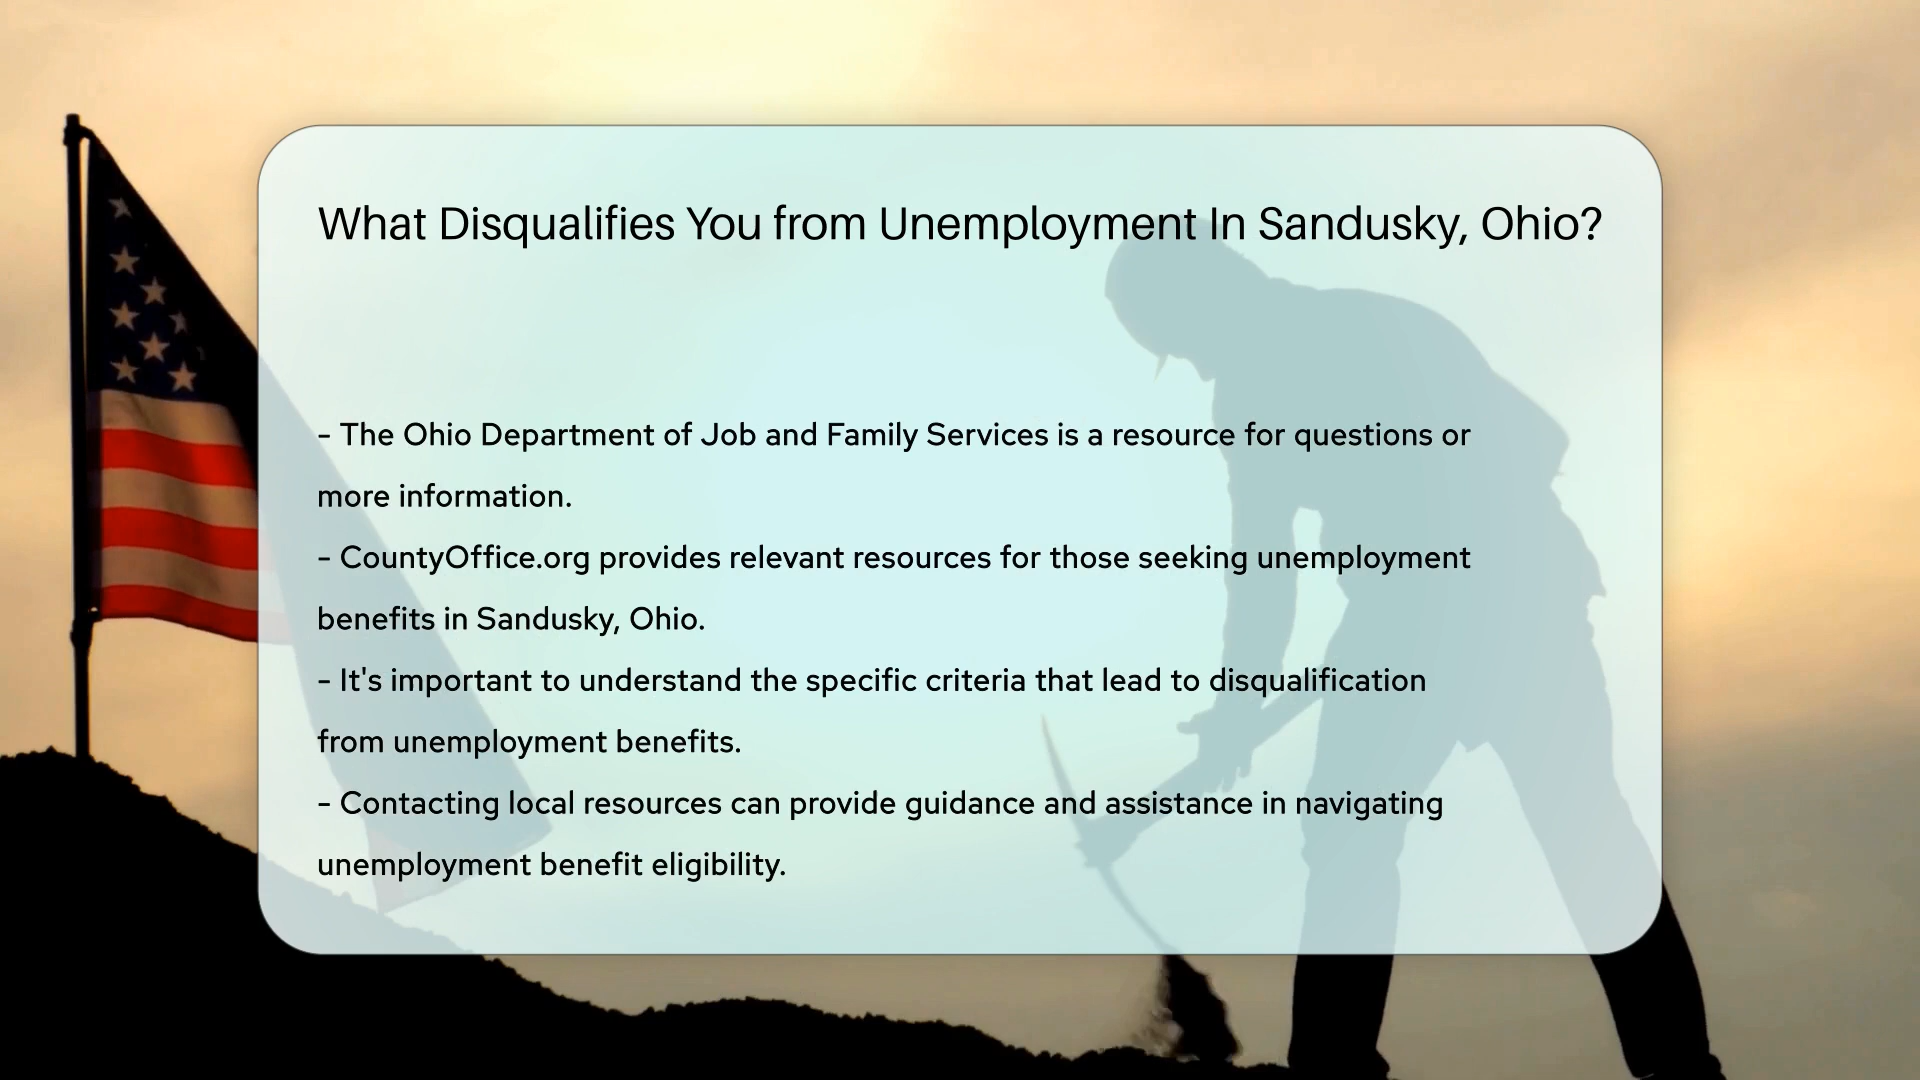 What Disqualifies You from Unemployment In Sandusky, Ohio?
- The Ohio Department of Job and Family Services is a resource for questions or
more information.
- CountyOffice.org provides relevant resources for those seeking unemployment
benefits in Sandusky, Ohio.
- It's important to understand the specific criteria that lead to disqualification
from unemployment benefits.
- Contacting local resources can provide guidance and assistance in navigating
unemployment benefit eligibility.